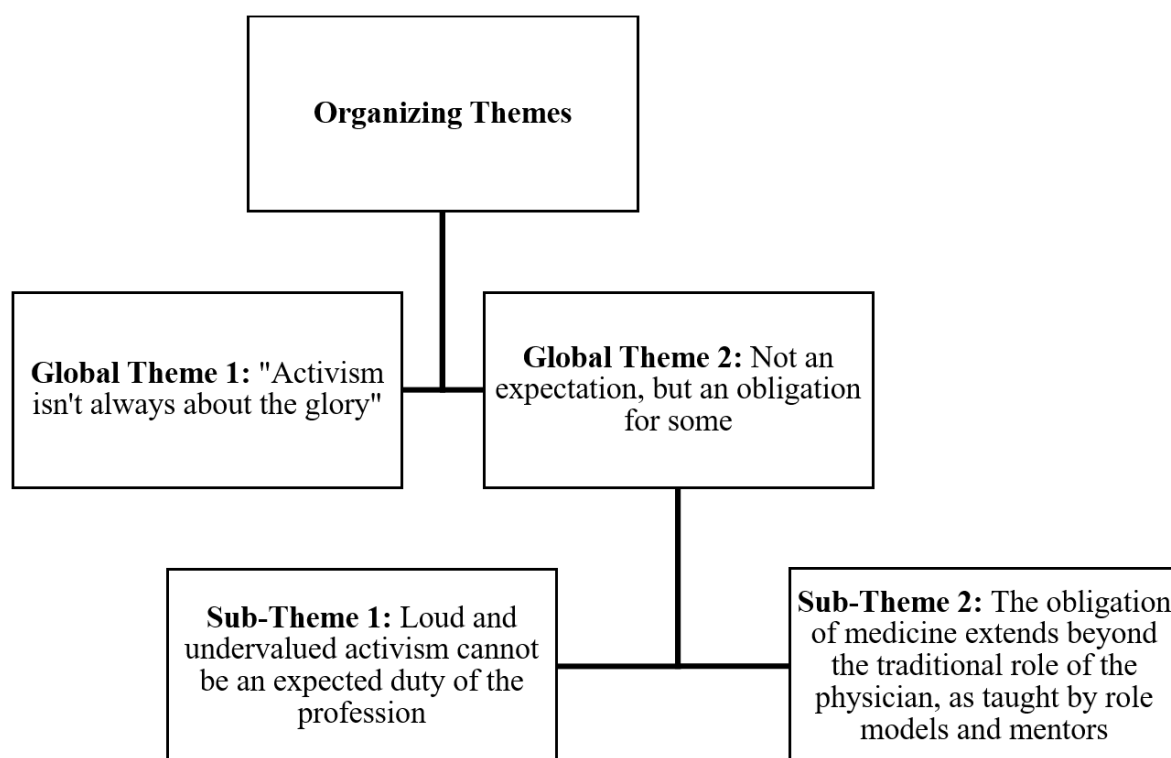 Organizing Themes
Global Theme 1: "Activism
isn't always about the glory"
Global Theme 2: Not an
expectation, but an obligation
for some
Sub-Theme 1: Loud and
undervalued activism cannot
be an expected duty of the
profession
Sub-Theme 2: The obligation
of medicine extends beyond
the traditional role of the
physician, as taught by role
models and mentors